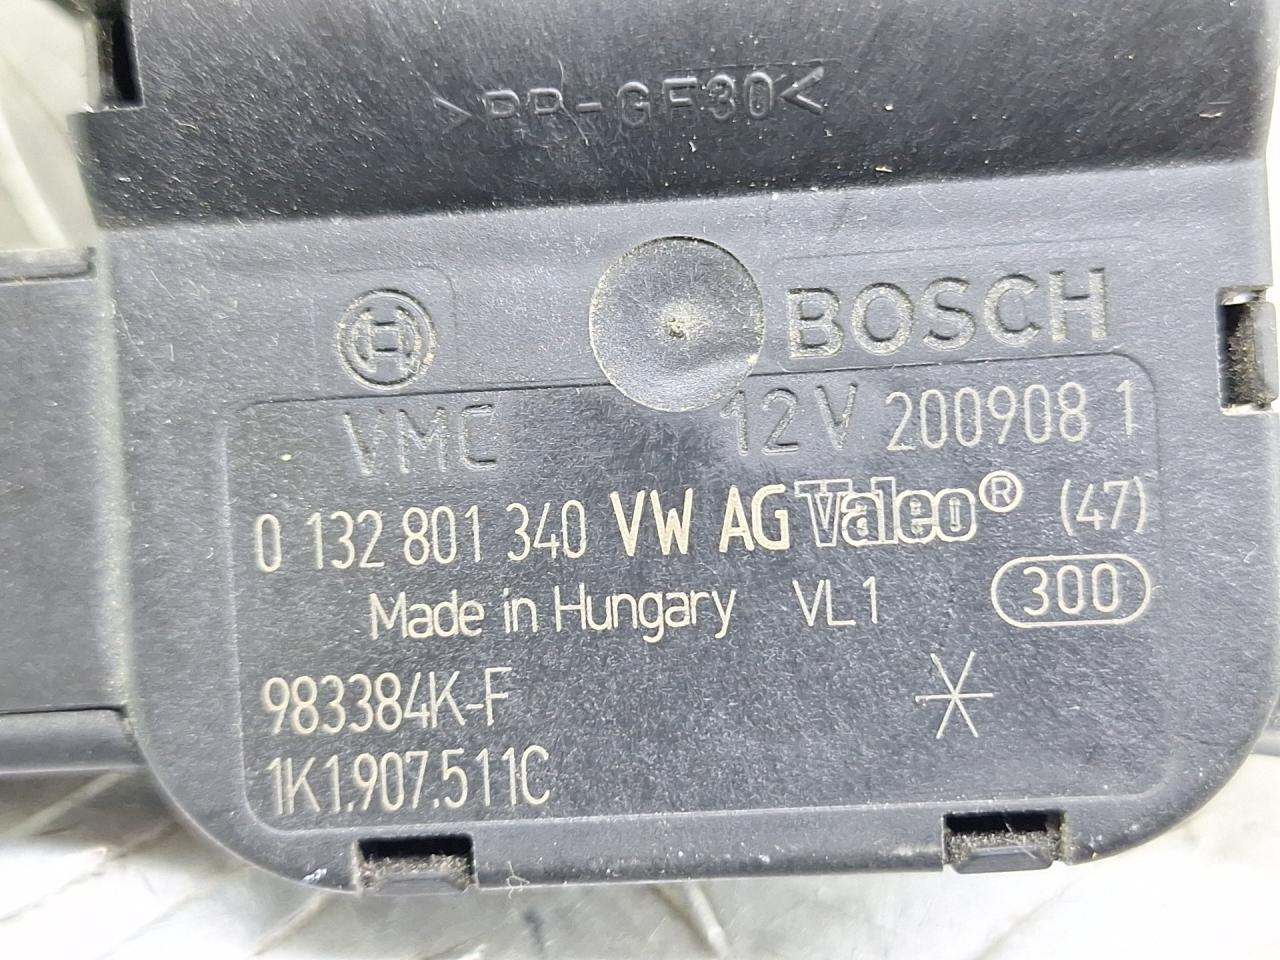 >PP-GF30<
BOSCH
VMC 12V 200908 1
0 132 801 340 VW AG Valeo® (47)
Made in Hungary VL1 300
983384K-F
1K1.907.511C